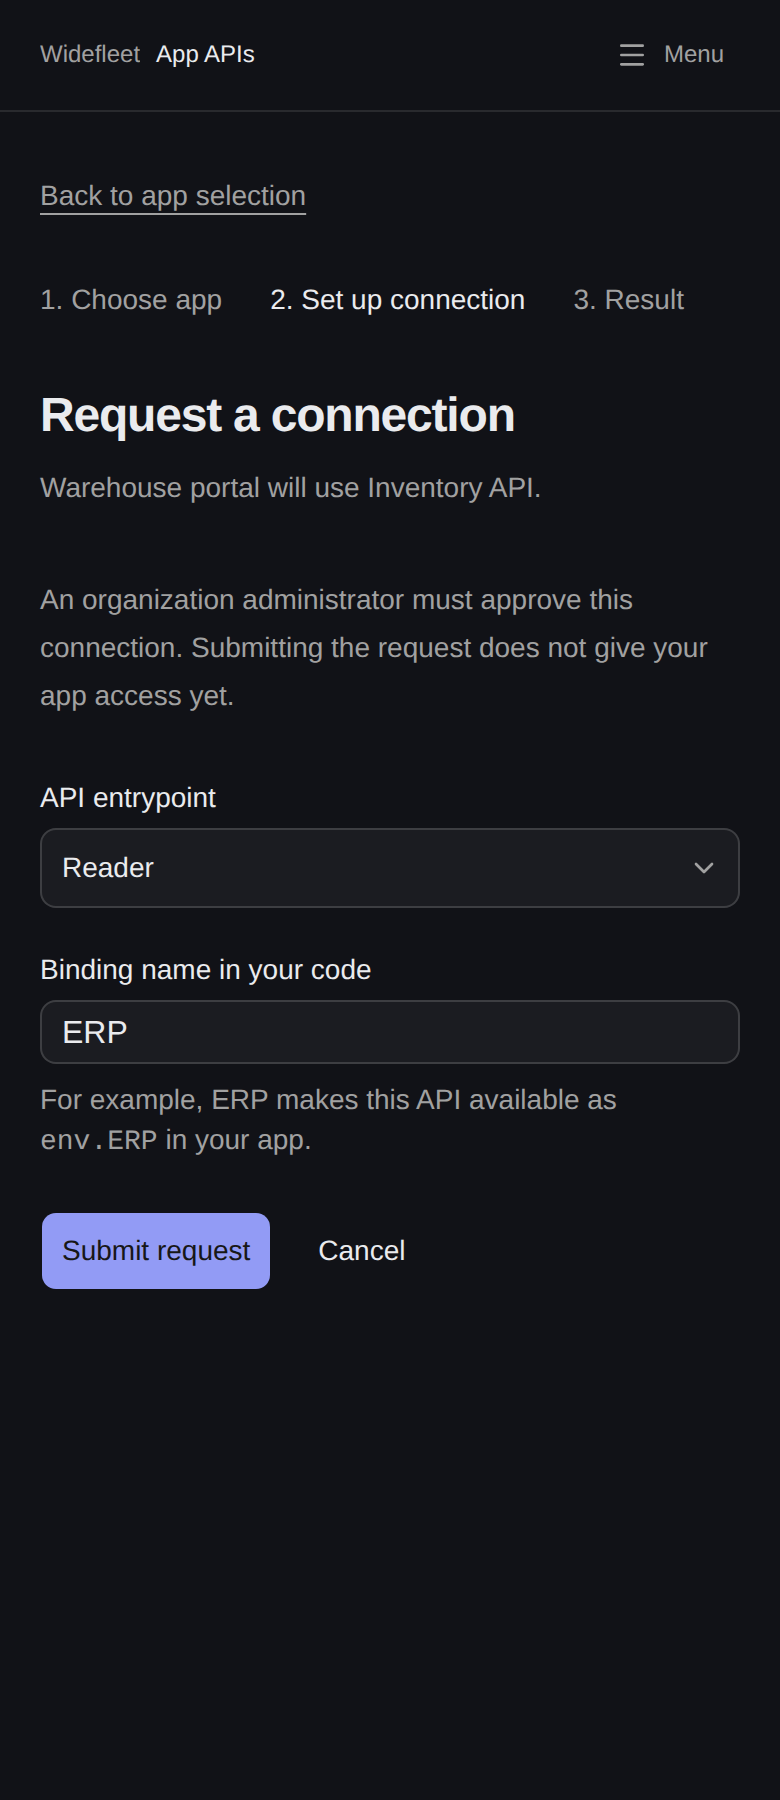 Widefleet App APIs
Menu
Back to app selection
1. Choose app 2. Set up connection 3. Result
Request a connection
Warehouse portal will use Inventory API.
An organization administrator must approve this
connection. Submitting the request does not give your
app access yet.
API entrypoint
Reader
Binding name in your code
ERP
For example, ERP makes this API available as
env.ERP in your app.
Submit request Cancel